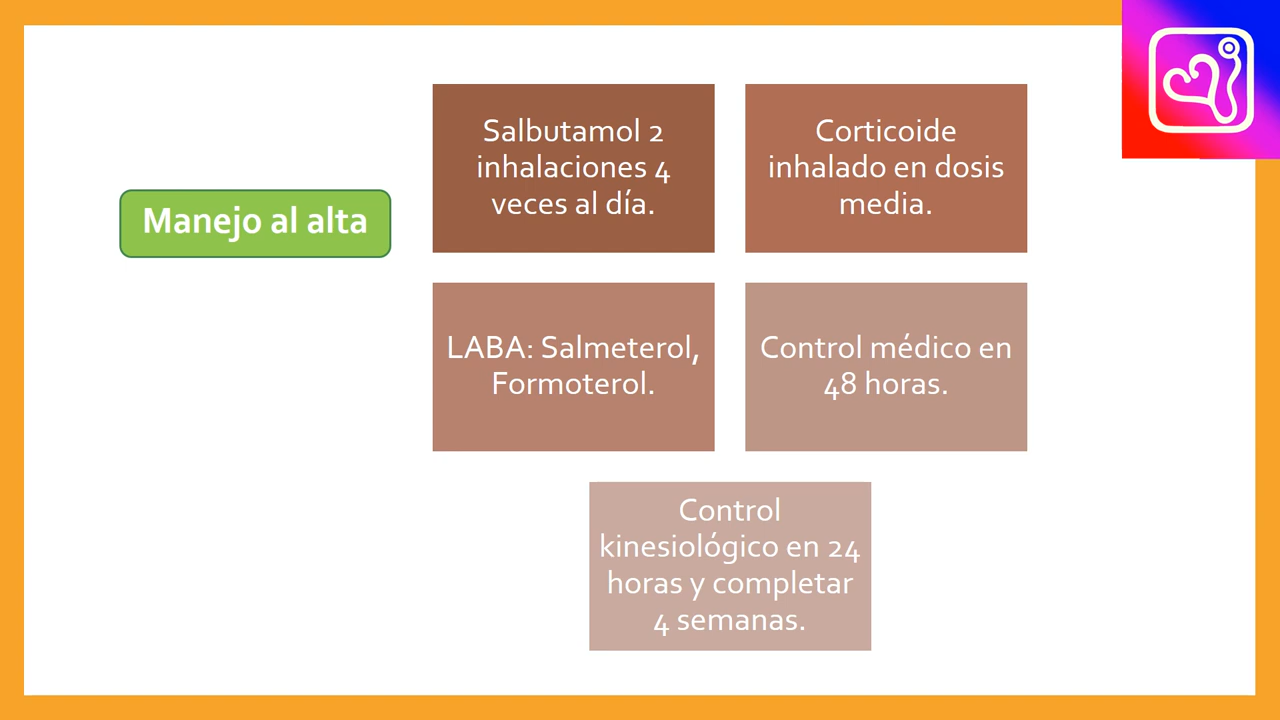 Manejo al alta
Salbutamol 2
inhalaciones 4
veces al día.
Corticoide
inhalado en dosis
media.
LABA: Salmeterol,
Formoterol.
Control médico en
48 horas.
Control
kinesiológico en 24
horas y completar
4 semanas.